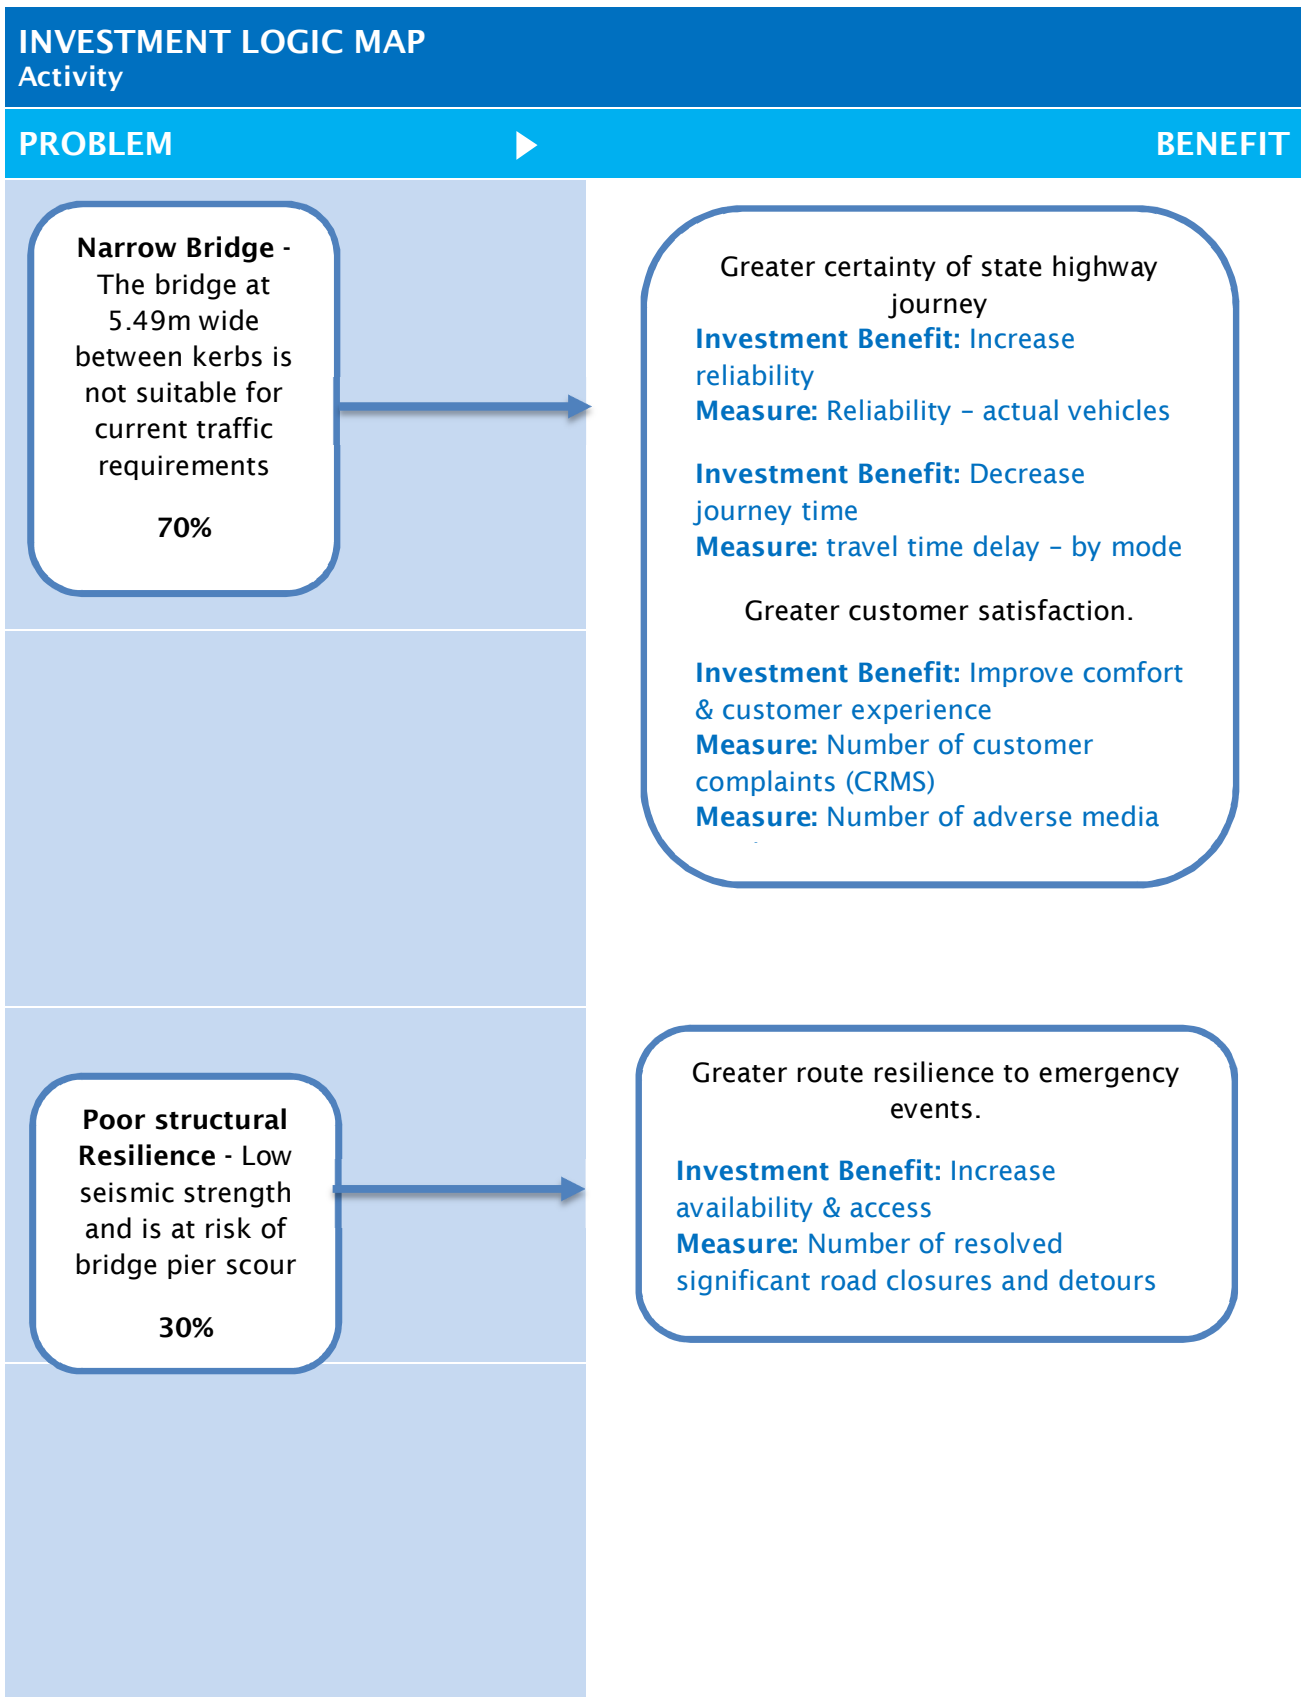 INVESTMENT LOGIC MAP
Activity
PROBLEM
BENEFIT
Narrow Bridge -
The bridge at
5.49m wide
between kerbs is
not suitable for
current traffic
requirements
70%
Greater certainty of state highway
journey
Investment Benefit: Increase
reliability
Measure: Reliability – actual vehicles
Investment Benefit: Decrease
journey time
Measure: travel time delay – by mode
Greater customer satisfaction.
Investment Benefit: Improve comfort
& customer experience
Measure: Number of customer
complaints (CRMS)
Measure: Number of adverse media
Poor structural
Resilience - Low
seismic strength
and is at risk of
bridge pier scour
30%
Greater route resilience to emergency
events.
Investment Benefit: Increase
availability & access
Measure: Number of resolved
significant road closures and detours